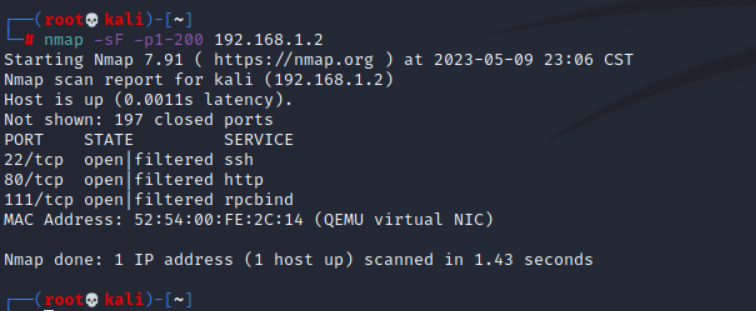 ┌──(root💀kali)-[~]
└─# nmap -sF -p1-200 192.168.1.2
Starting Nmap 7.91 ( https://nmap.org ) at 2023-05-09 23:06 CST
Nmap scan report for kali (192.168.1.2)
Host is up (0.0011s latency).
Not shown: 197 closed ports
PORT    STATE         SERVICE
22/tcp  open|filtered ssh
80/tcp  open|filtered http
111/tcp open|filtered rpcbind
MAC Address: 52:54:00:FE:2C:14 (QEMU virtual NIC)
Nmap done: 1 IP address (1 host up) scanned in 1.43 seconds
┌──(root💀kali)-[~]